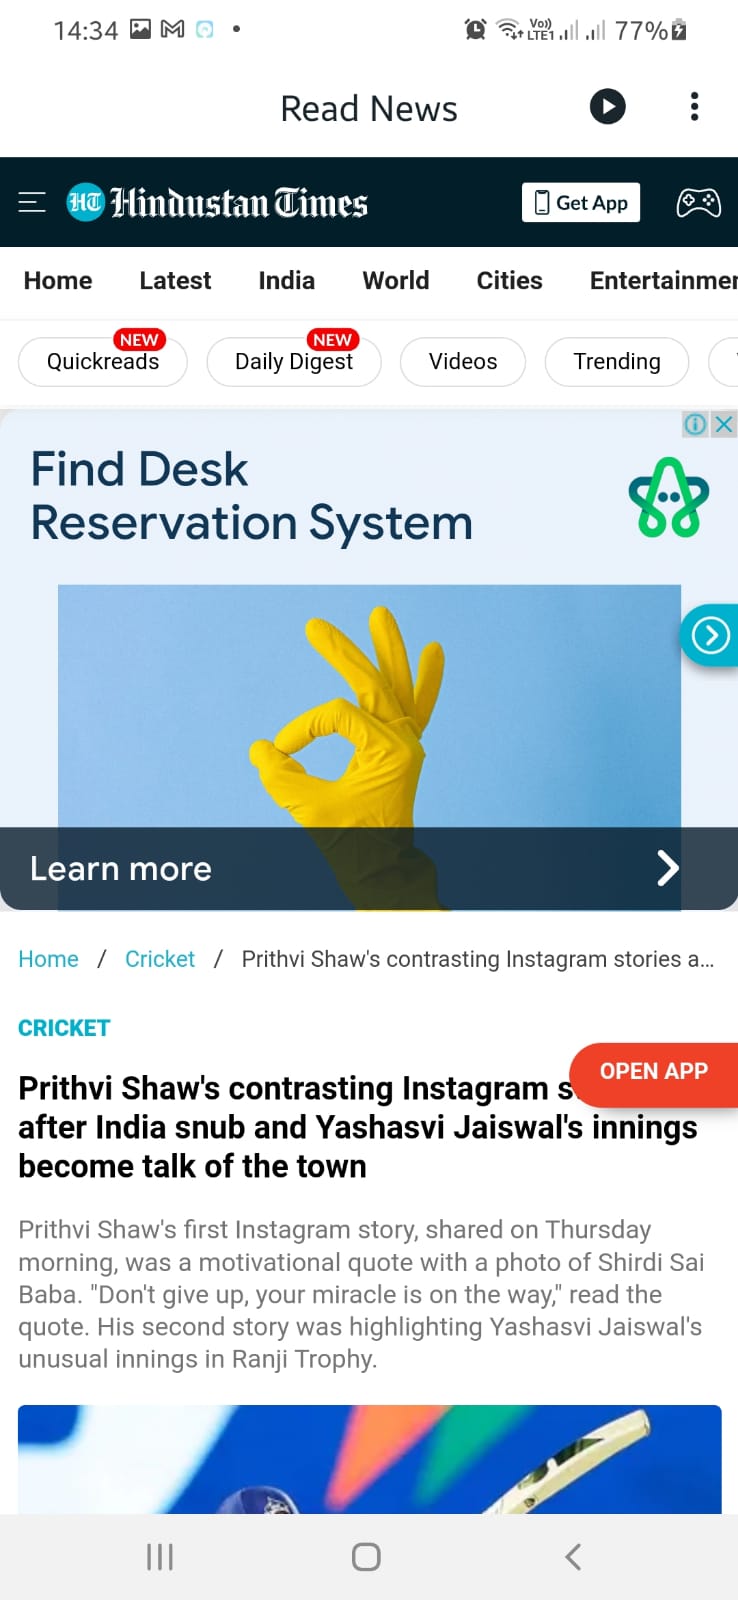 14:34 Vo)) LTE1 77%
Read News
HT Hindustan Times Get App
Home Latest India World Cities Entertainmen
NEW NEW
Quickreads Daily Digest Videos Trending
Find Desk
Reservation System
Learn more
Home / Cricket / Prithvi Shaw's contrasting Instagram stories a...
CRICKET
OPEN APP
Prithvi Shaw's contrasting Instagram s
after India snub and Yashasvi Jaiswal's innings
become talk of the town
Prithvi Shaw's first Instagram story, shared on Thursday
morning, was a motivational quote with a photo of Shirdi Sai
Baba. "Don't give up, your miracle is on the way," read the
quote. His second story was highlighting Yashasvi Jaiswal's
unusual innings in Ranji Trophy.